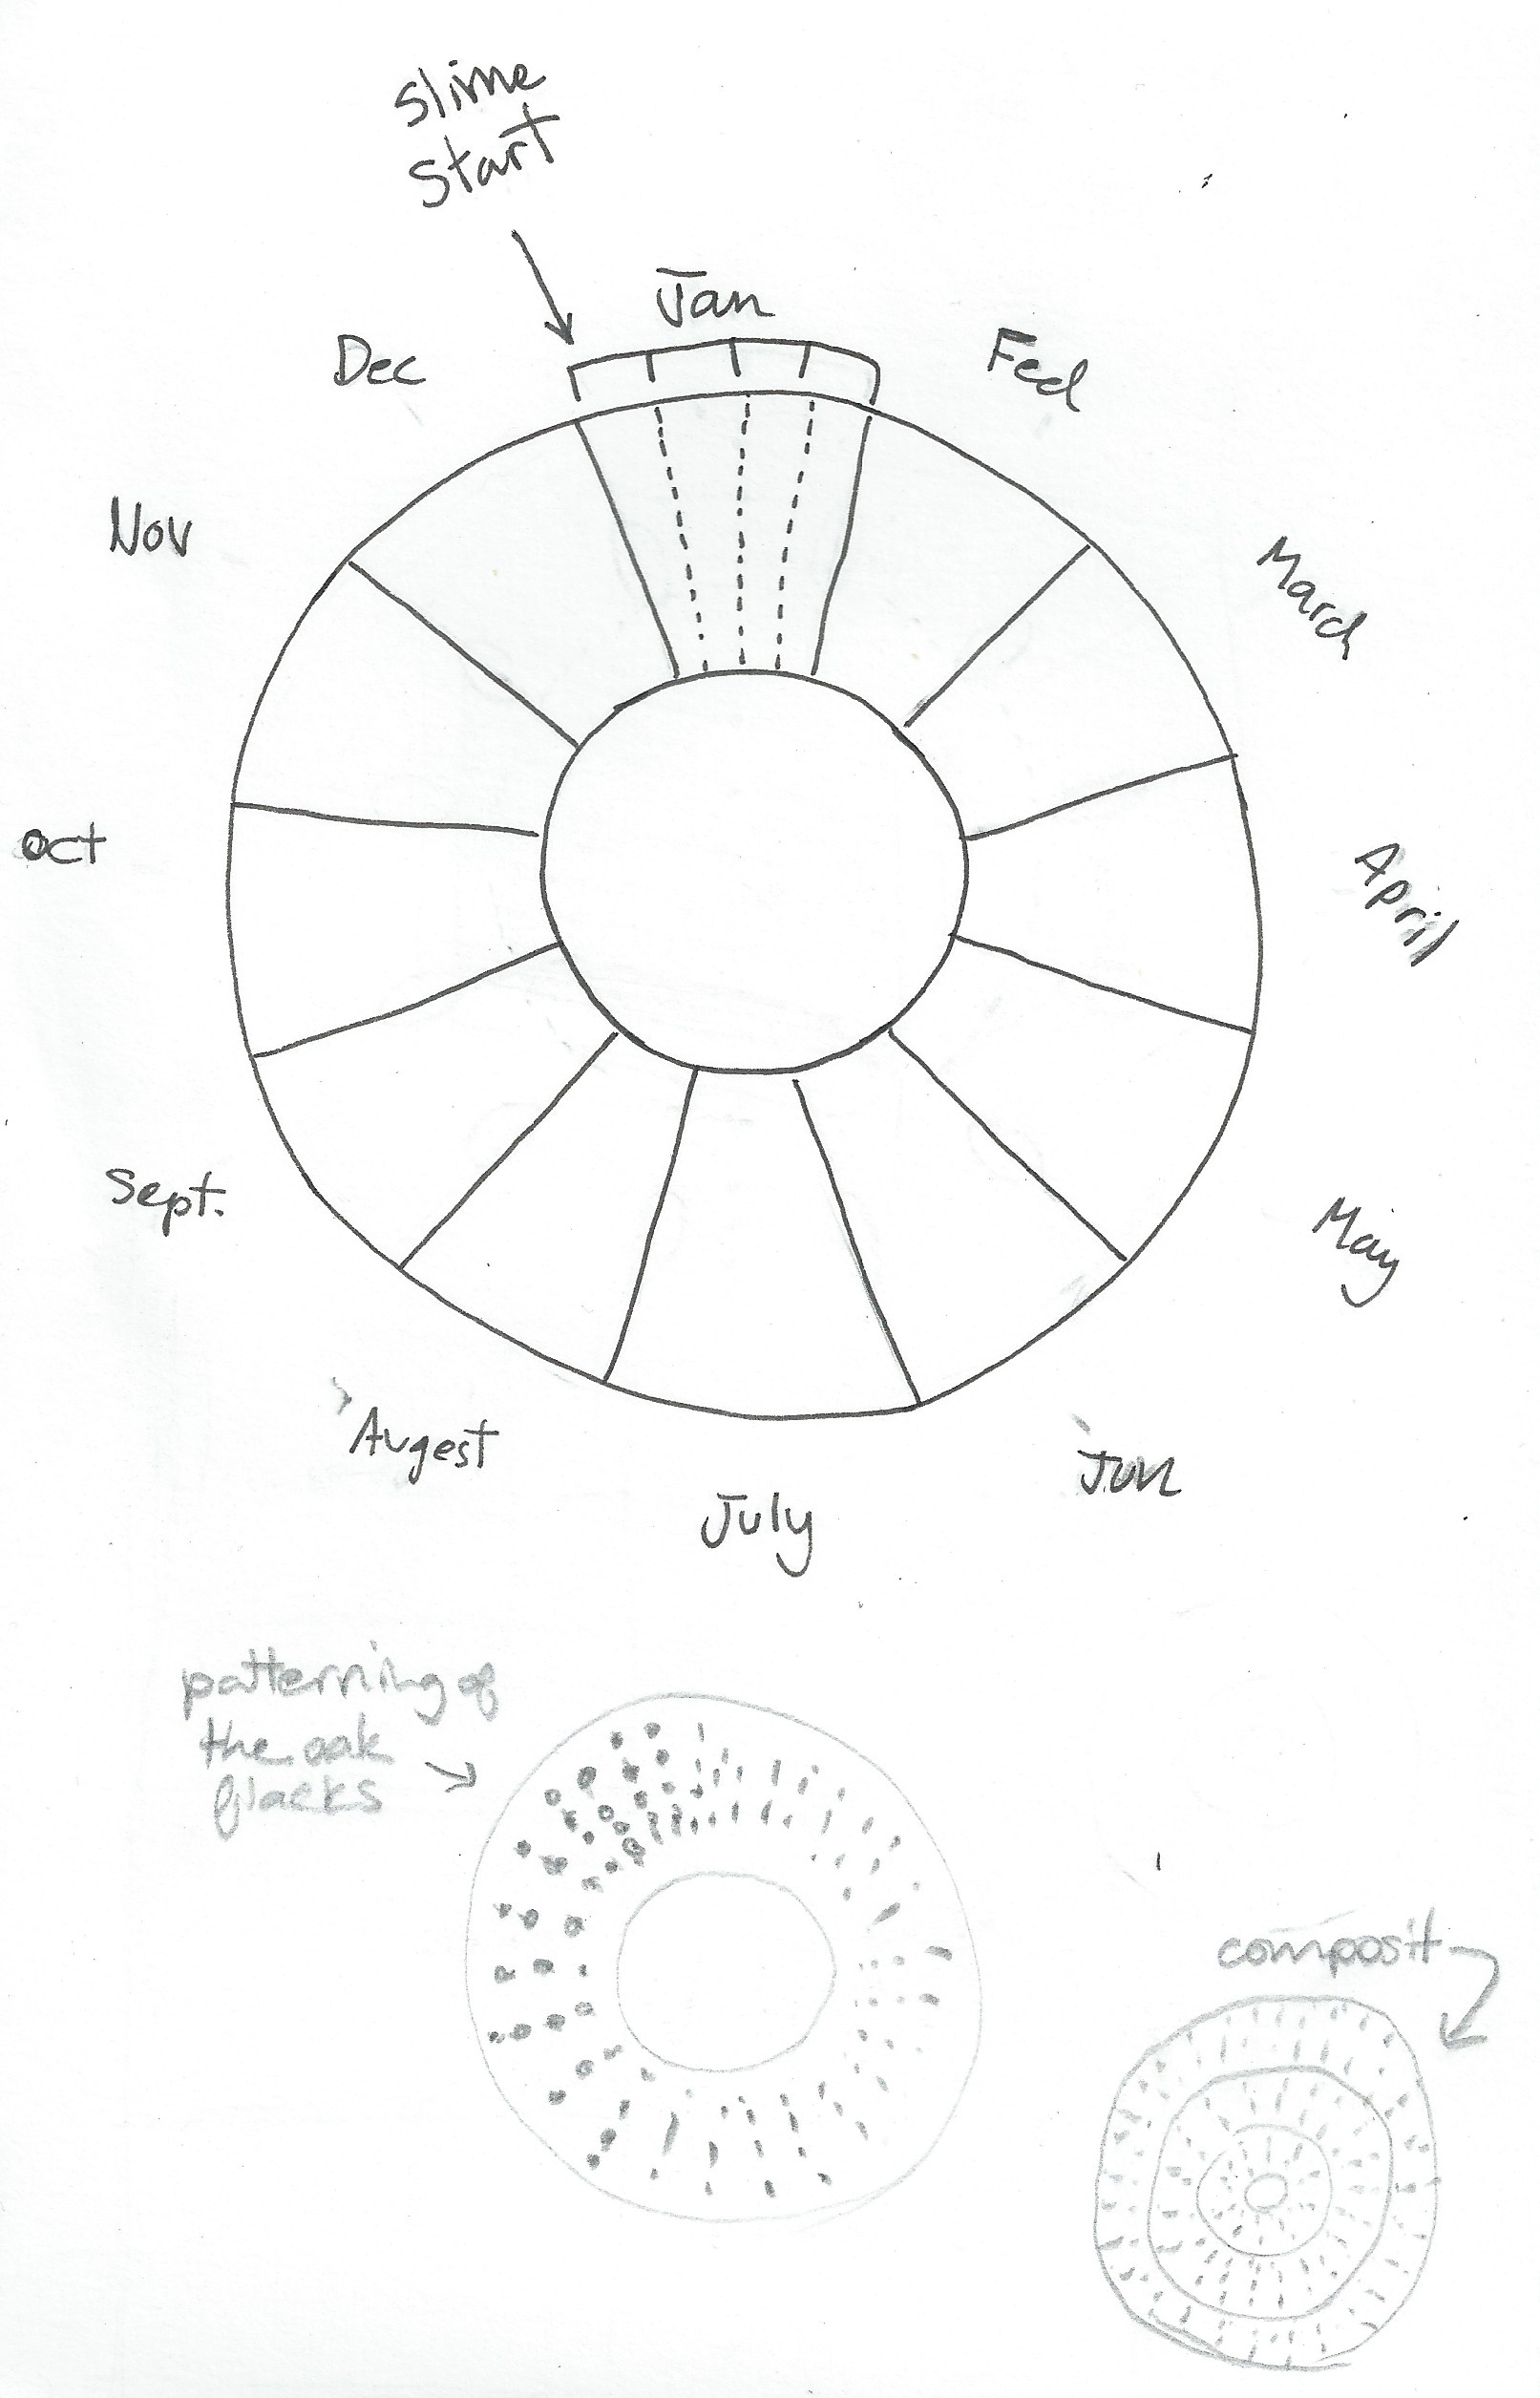 Slime
Start
Jan
Dec
Fed
Nov
March
Oct
April
Sept.
May
Augest
Jun
July
patterning of
the oak
flacks
composit